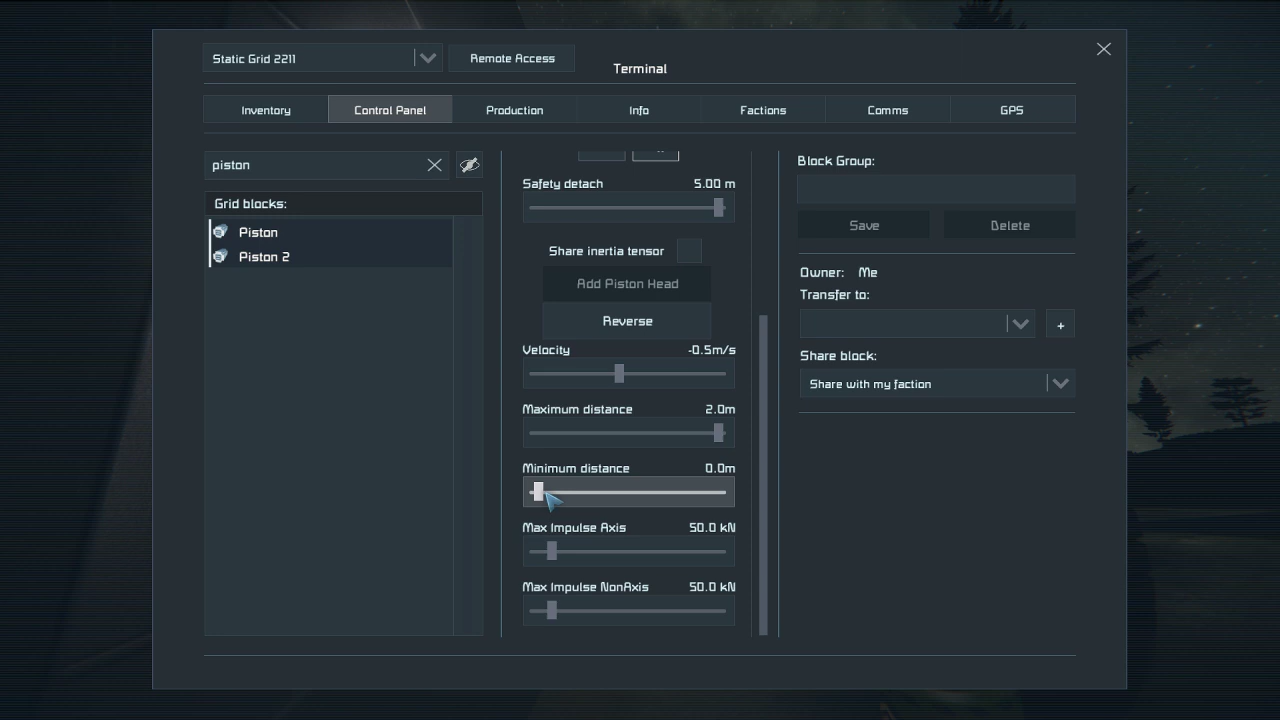 Static Grid 2211
Remote Access
Terminal
Inventory
Control Panel
Production
Info
Factions
Comms
GPS
piston
Grid blocks:
Piston
Piston 2
Safety detach 5.00 m
Share inertia tensor
Add Piston Head
Reverse
Velocity -0.5m/s
Maximum distance 2.0m
Minimum distance 0.0m
Max Impulse Axis 50.0 kN
Max Impulse NonAxis 50.0 kN
Block Group:
Save
Delete
Owner: Me
Transfer to:
+
Share block:
Share with my faction